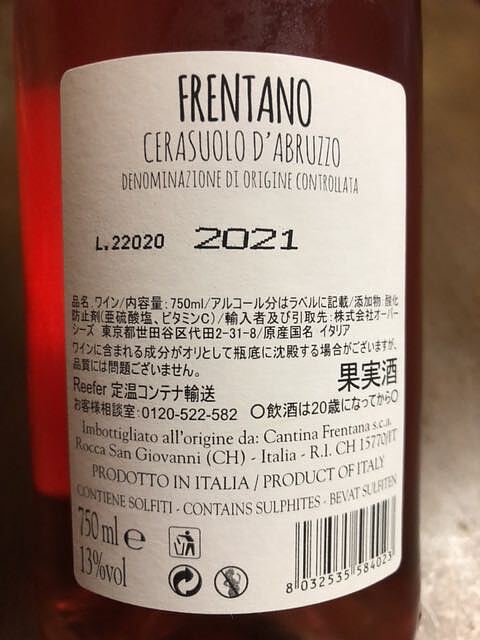 FRENTANO
CERASUOLO D'ABRUZZO
DENOMINAZIONE DI ORIGINE CONTROLLATA
L.22020 2021
品名:ワイン/内容量:750ml/アルコール分はラベルに記載/添加物:酸化
防止剤(亜硫酸塩、ビタミンC)/輸入者及び引取先:株式会社オーバー
シーズ 東京都世田谷区代田2-31-8/原産国名 イタリア
ワインに含まれる成分がオリとして瓶底に沈殿する場合がございますが、
品質には問題ございません。
果実酒
Reefer 定温コンテナ輸送
お客様相談室:0120-522-582 〇飲酒は20歳になってから〇
Imbottigliato all'origine da: Cantina Frentana s.c.a.
Rocca San Giovanni (CH) - Italia - R.I. CH 15770/IT
PRODOTTO IN ITALIA / PRODUCT OF ITALY
CONTIENE SOLFITI - CONTAINS SULPHITES - BEVAT SULFITEN
750 ml e
13%vol
8 032535 584023